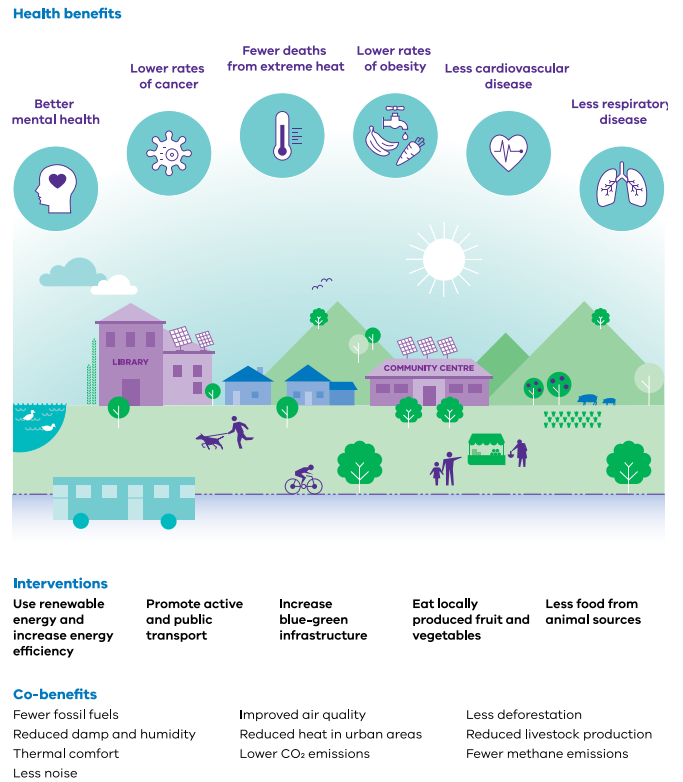 Health benefits
Better
mental health
Lower rates
of cancer
Fewer deaths
from extreme heat
Lower rates
of obesity
Less cardiovascular
disease
Less respiratory
disease
LIBRARY
COMMUNITY CENTRE
Interventions
Use renewable
energy and
increase energy
efficiency
Promote active
and public
transport
Increase
blue-green
infrastructure
Eat locally
produced fruit and
vegetables
Less food from
animal sources
Co-benefits
Fewer fossil fuels
Reduced damp and humidity
Thermal comfort
Less noise
Improved air quality
Reduced heat in urban areas
Lower CO₂ emissions
Less deforestation
Reduced livestock production
Fewer methane emissions